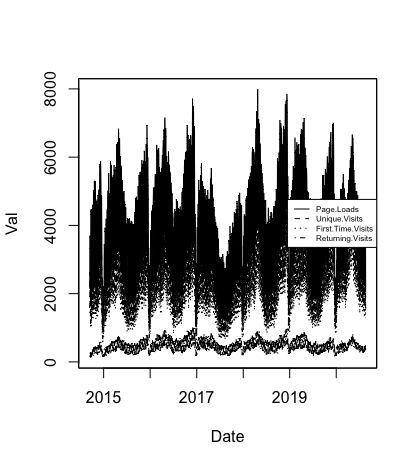 8000
6000
4000
2000
0
Val
Page.Loads
Unique.Visits
First.Time.Visits
Returning.Visits
2015 2017 2019
Date